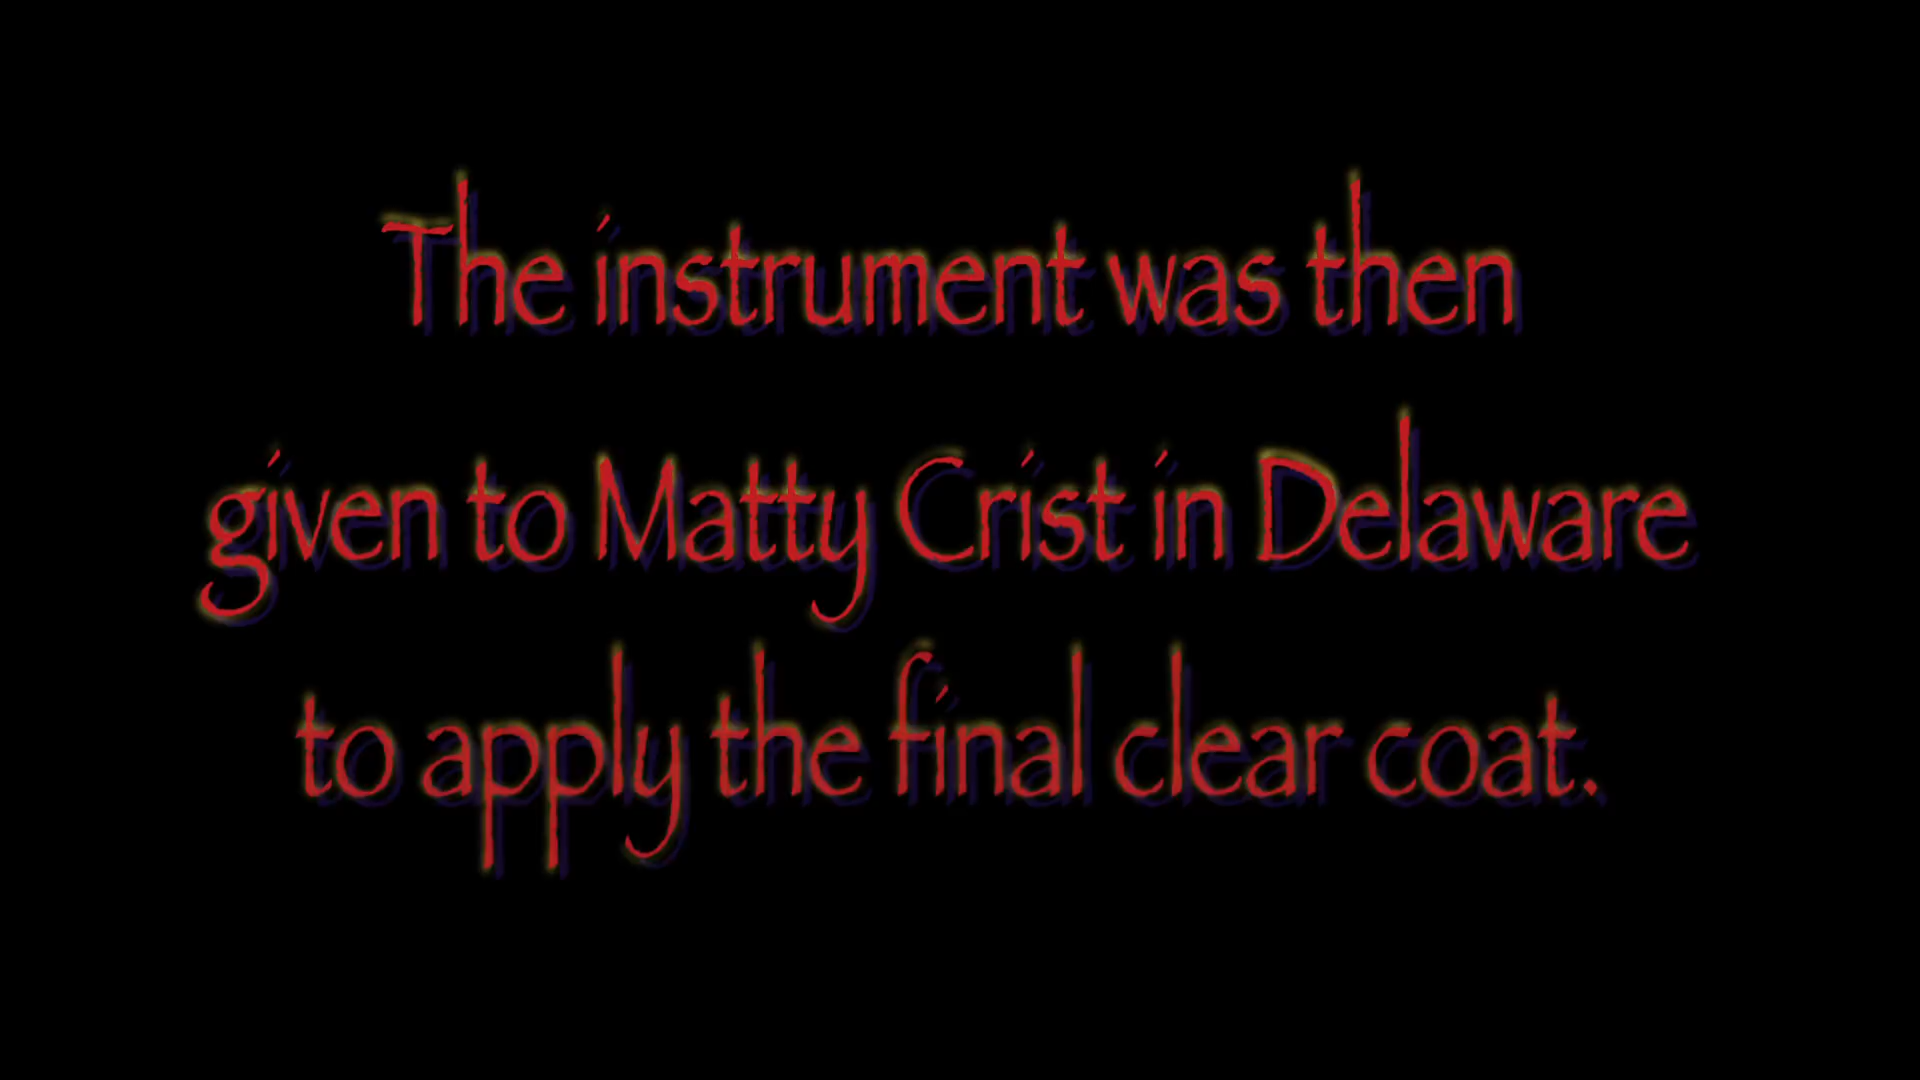 The instrument was then
given to Matty Crist in Delaware
to apply the final clear coat.